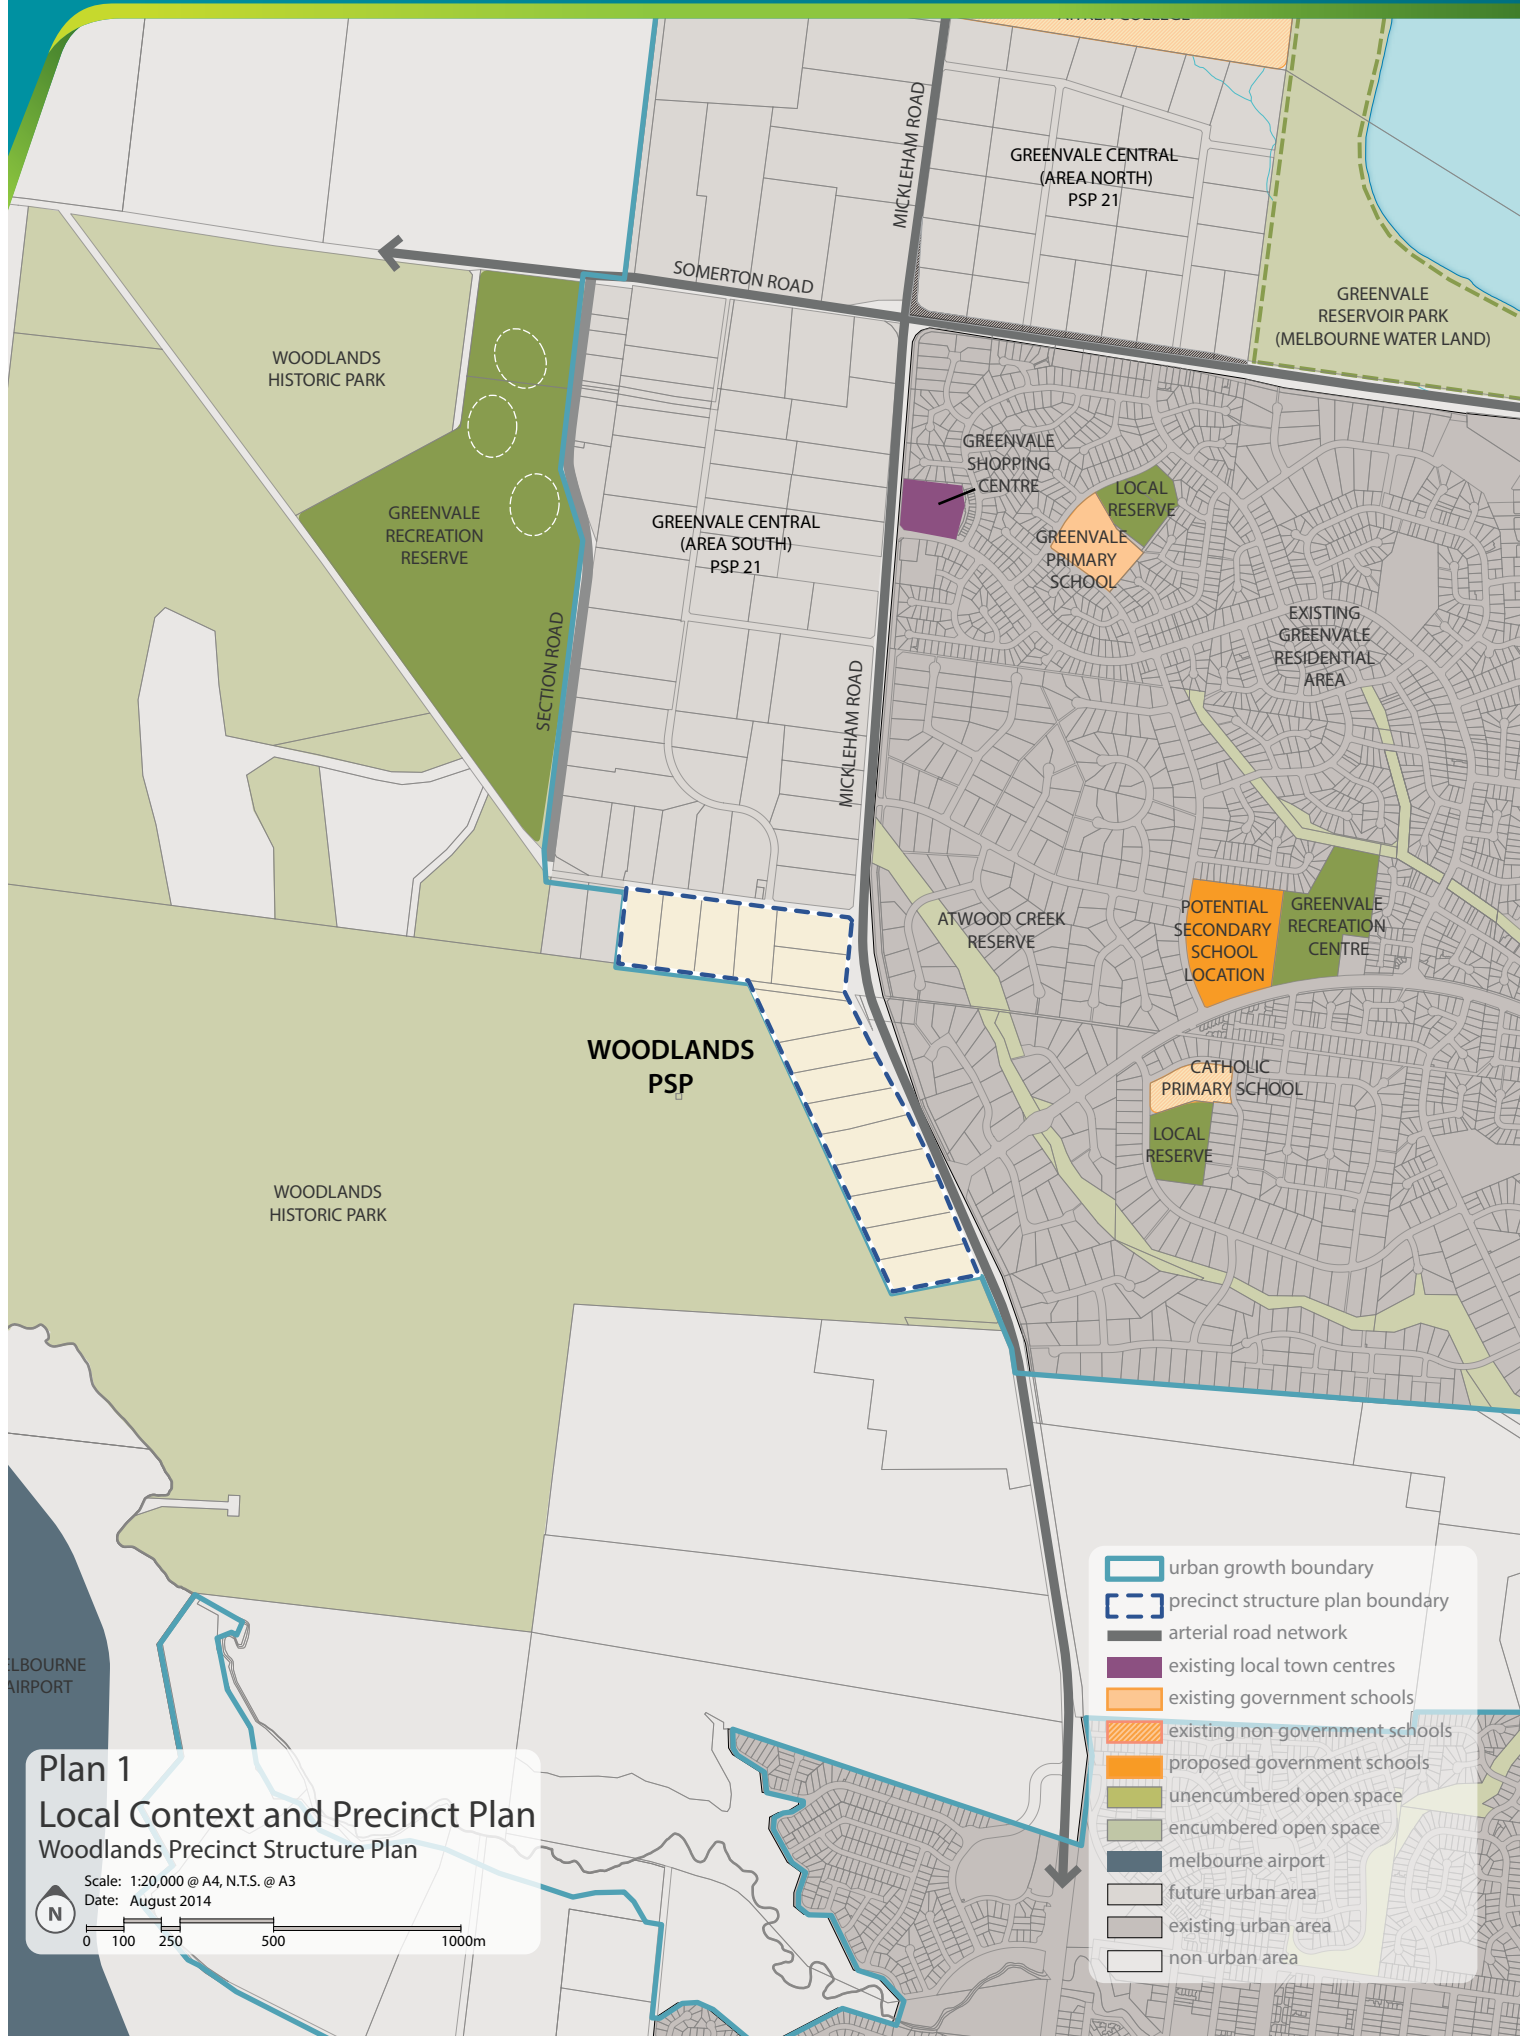 AITKEN COLLEGE
MICKLEHAM ROAD
GREENVALE CENTRAL
(AREA NORTH)
PSP 21
SOMERTON ROAD
GREENVALE
RESERVOIR PARK
(MELBOURNE WATER LAND)
WOODLANDS
HISTORIC PARK
GREENVALE
SHOPPING
CENTRE
LOCAL
RESERVE
GREENVALE
RECREATION
RESERVE
GREENVALE CENTRAL
(AREA SOUTH)
PSP 21
GREENVALE
PRIMARY
SCHOOL
EXISTING
GREENVALE
RESIDENTIAL
AREA
SECTION ROAD
MICKLEHAM ROAD
ATWOOD CREEK
RESERVE
POTENTIAL
SECONDARY
SCHOOL
LOCATION
GREENVALE
RECREATION
CENTRE
WOODLANDS
PSP
CATHOLIC
PRIMARY SCHOOL
LOCAL
RESERVE
WOODLANDS
HISTORIC PARK
ELBOURNE
AIRPORT
urban growth boundary
precinct structure plan boundary
arterial road network
existing local town centres
existing government schools
existing non government schools
proposed government schools
unencumbered open space
encumbered open space
melbourne airport
future urban area
existing urban area
non urban area
Plan 1
Local Context and Precinct Plan
Woodlands Precinct Structure Plan
Scale: 1:20,000 @ A4, N.T.S. @ A3
Date: August 2014
N
0 100 250 500 1000m